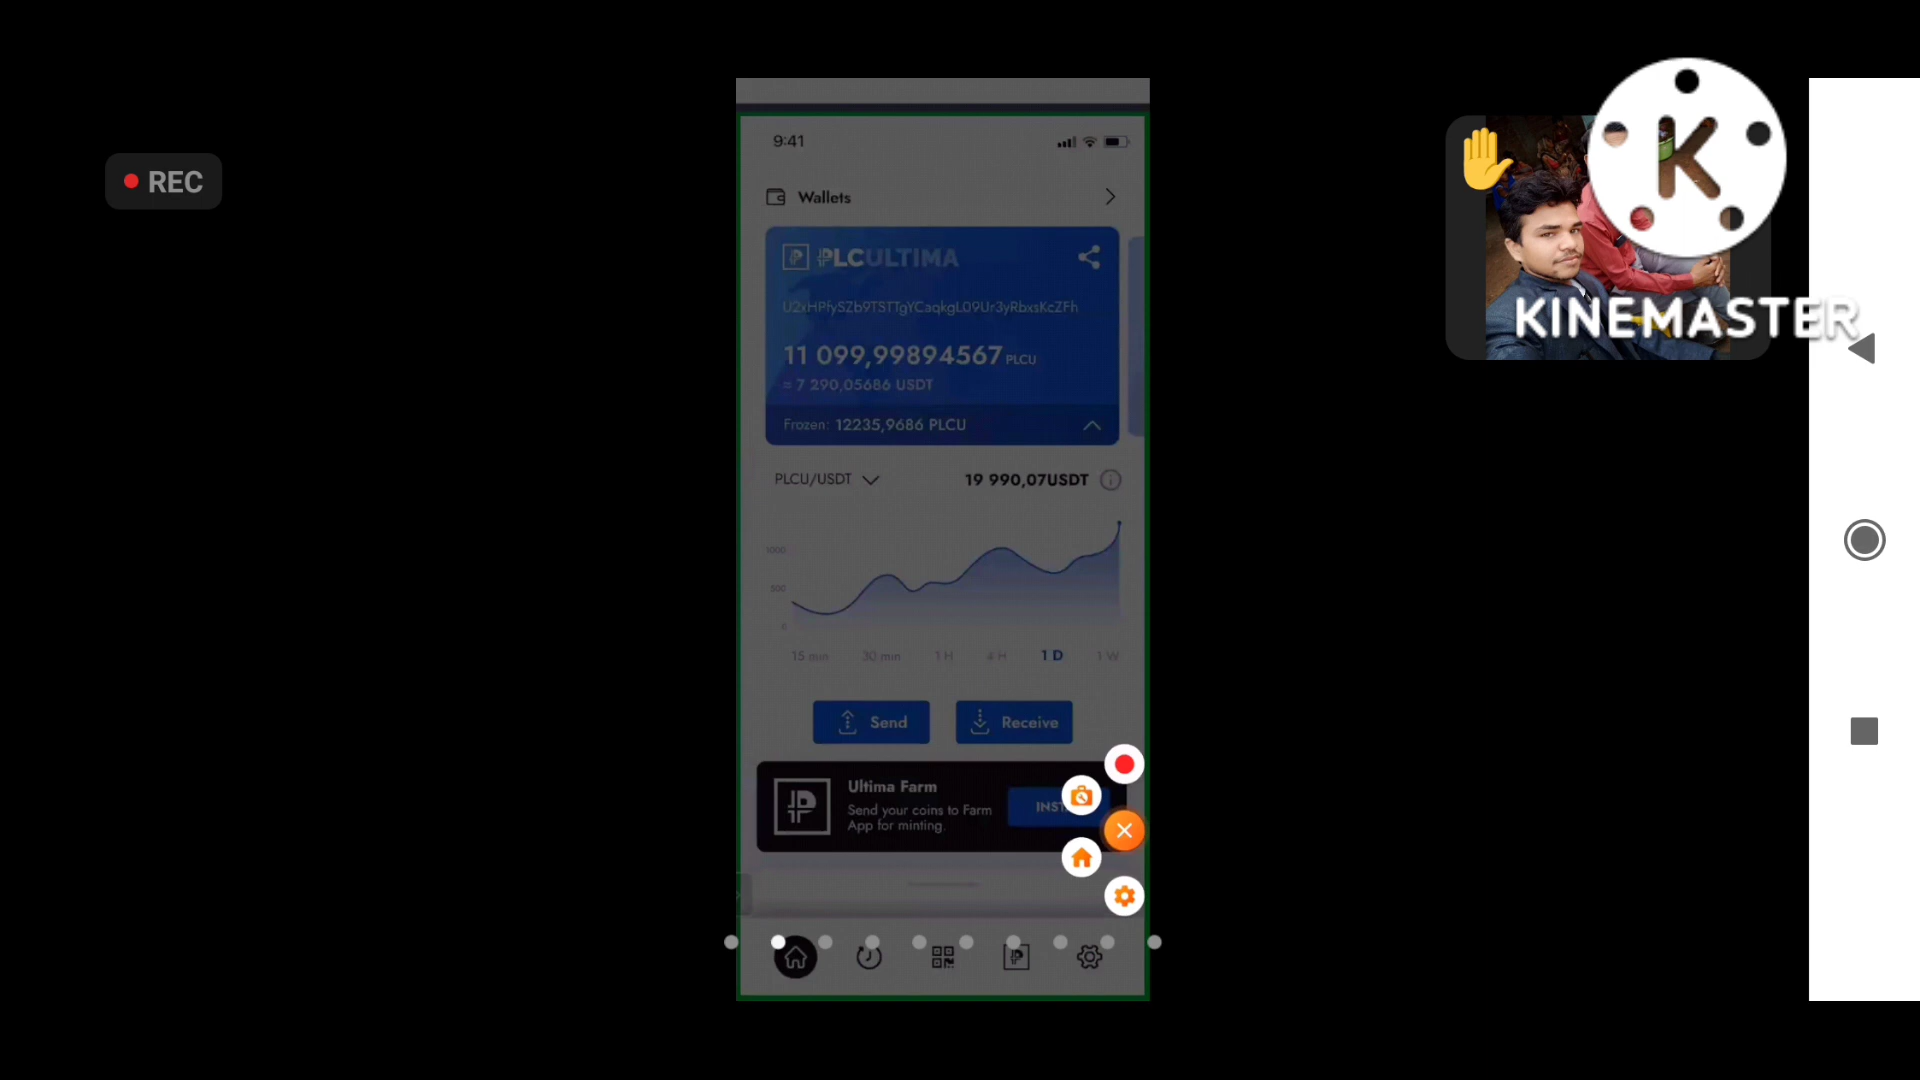 REC
9:41
Wallets
PLCULTIMA
U2xHPfySZb9TSTTgYCaqkgL09Ur3yRbxsKcZFh
11 099,99894567 PLCU
≈ 7 290,05686 USDT
Frozen: 12235,9686 PLCU
PLCU/USDT
19 990,07USDT
1000
500
0
15 min 30 min 1 H 4 H 1 D 1 W
Send
Receive
Ultima Farm
Send your coins to Farm
App for minting.
INST
K
KINEMASTER